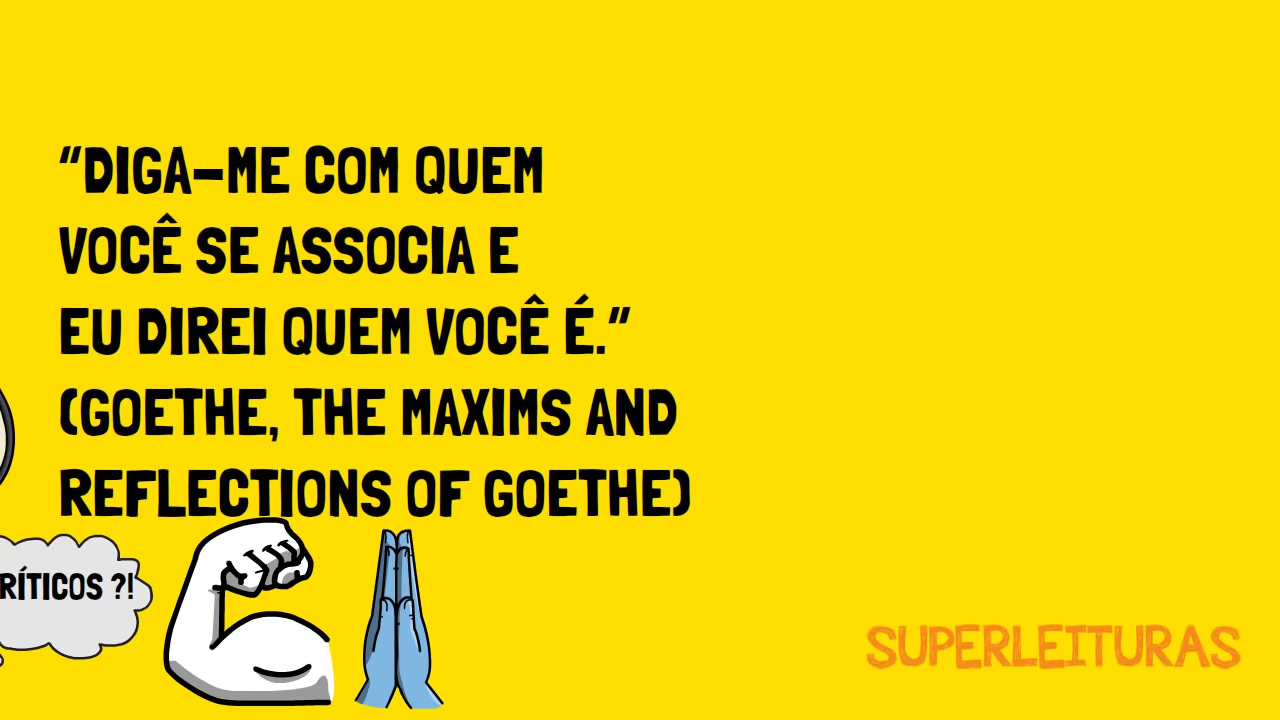 “DIGA-ME COM QUEM
VOCÊ SE ASSOCIA E
EU DIREI QUEM VOCÊ É.”
(GOETHE, THE MAXIMS AND
REFLECTIONS OF GOETHE)
RÍTICOS ?!
SUPERLEITURAS